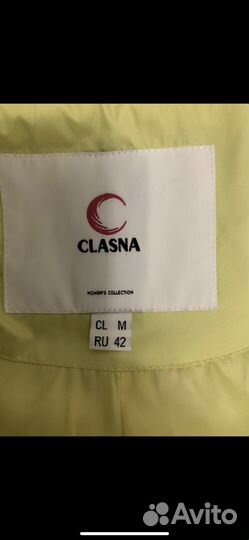 CLASNA
WOMEN'S COLLECTION
CL M
RU 42
Avito